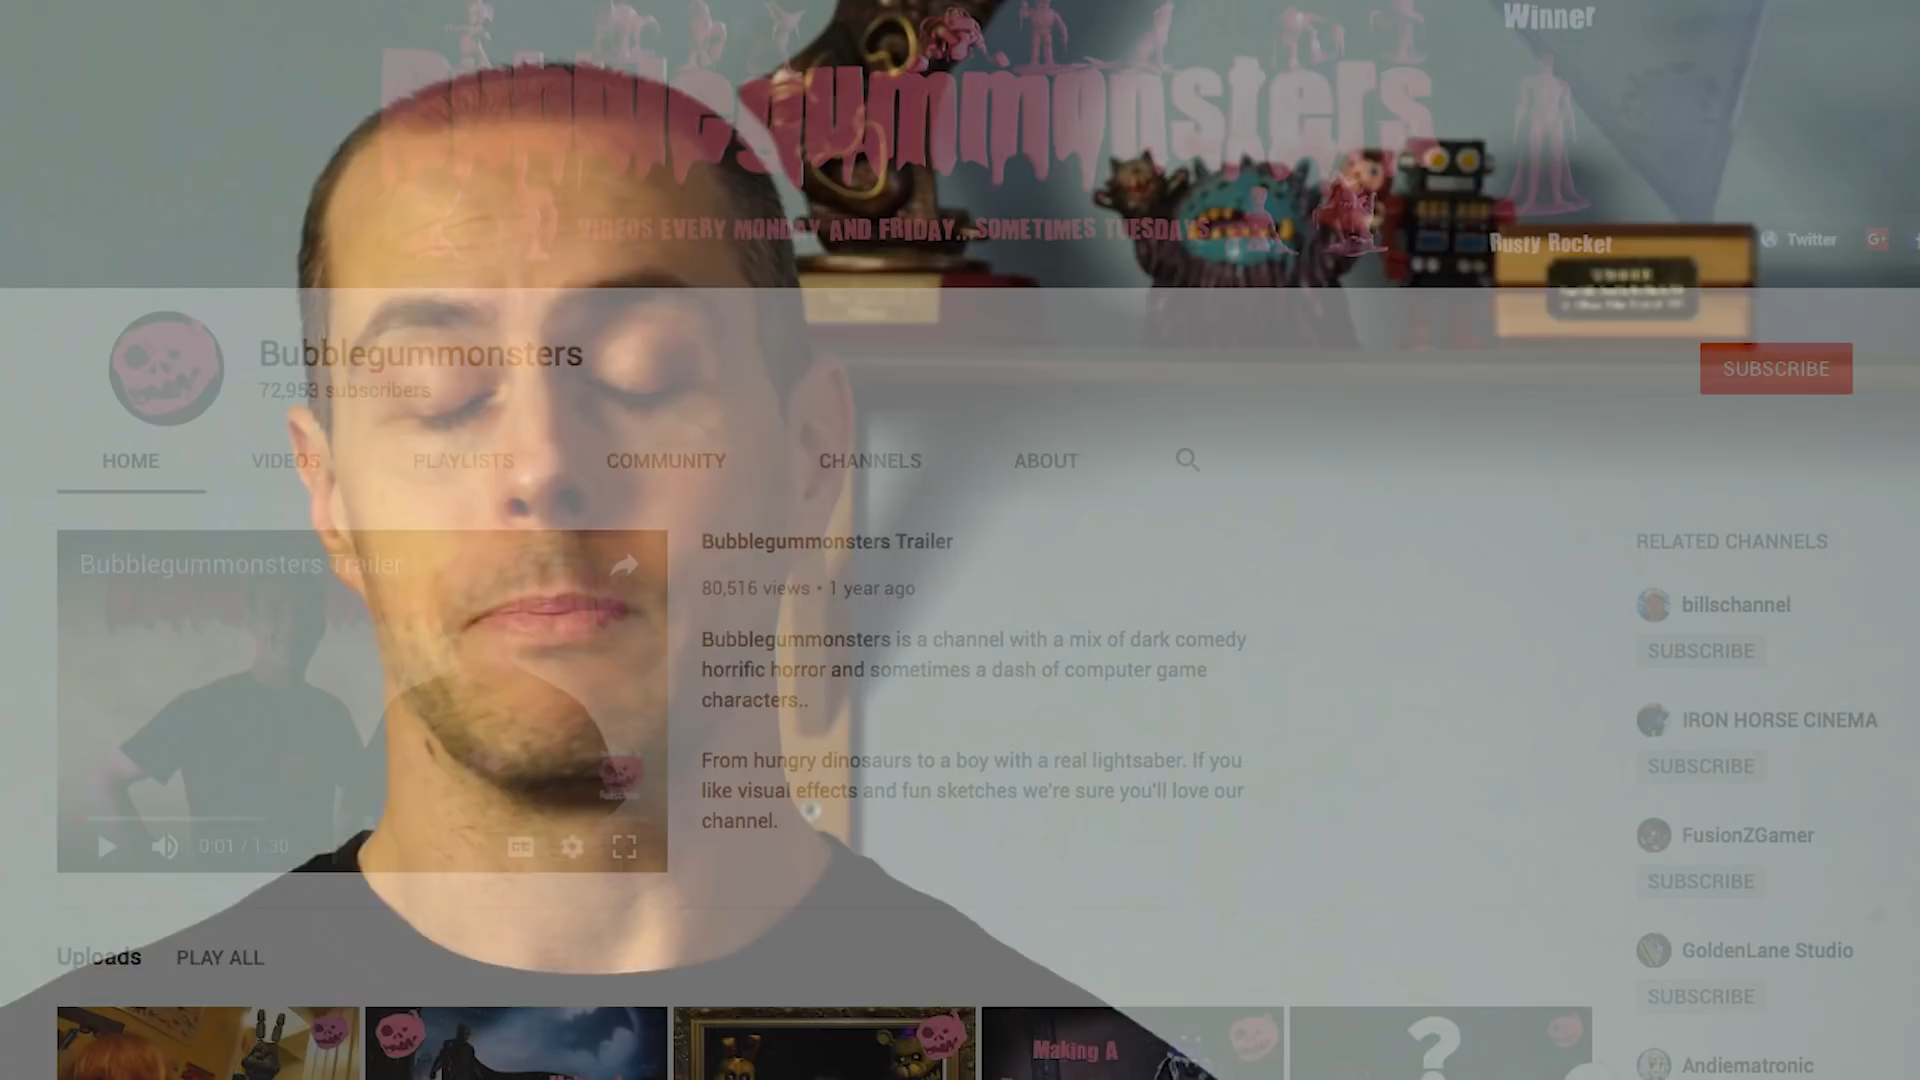 Winner
Bubblegummonsters
VIDEOS EVERY MONDAY AND FRIDAY...SOMETIMES TUESDAYS
Rusty Rocket
Twitter
G+
Bubblegummonsters
72,953 subscribers
SUBSCRIBE
HOME VIDEOS PLAYLISTS COMMUNITY CHANNELS ABOUT
Bubblegummonsters Trailer
0:01 / 1:30
CC
Bubblegummonsters Trailer
80,516 views • 1 year ago
Bubblegummonsters is a channel with a mix of dark comedy
horrific horror and sometimes a dash of computer game
characters..
From hungry dinosaurs to a boy with a real lightsaber. If you
like visual effects and fun sketches we're sure you'll love our
channel.
RELATED CHANNELS
billschannel
SUBSCRIBE
IRON HORSE CINEMA
SUBSCRIBE
FusionZGamer
SUBSCRIBE
GoldenLane Studio
SUBSCRIBE
Andiematronic
Uploads PLAY ALL
Making A
?